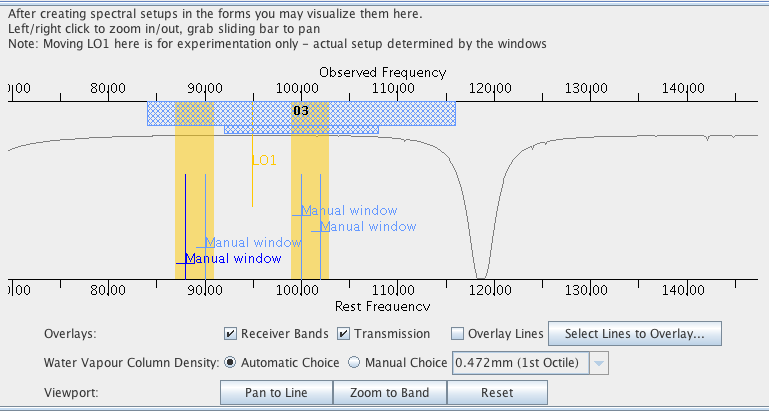 After creating spectral setups in the forms you may visualize them here.
Left/right click to zoom in/out, grab sliding bar to pan
Note: Moving LO1 here is for experimentation only – actual setup determined by the windows
Observed Frequency
80.00 90.00 100.00 110.00 120.00 130.00 140.00
03
LO1
Manual window
Manual window
Manual window
Manual window
80.00 90.00 100.00 110.00 120.00 130.00 140.00
Rest Frequency
Overlays: Receiver Bands Transmission Overlay Lines Select Lines to Overlay...
Water Vapour Column Density: Automatic Choice Manual Choice 0.472mm (1st Octile)
Viewport: Pan to Line Zoom to Band Reset